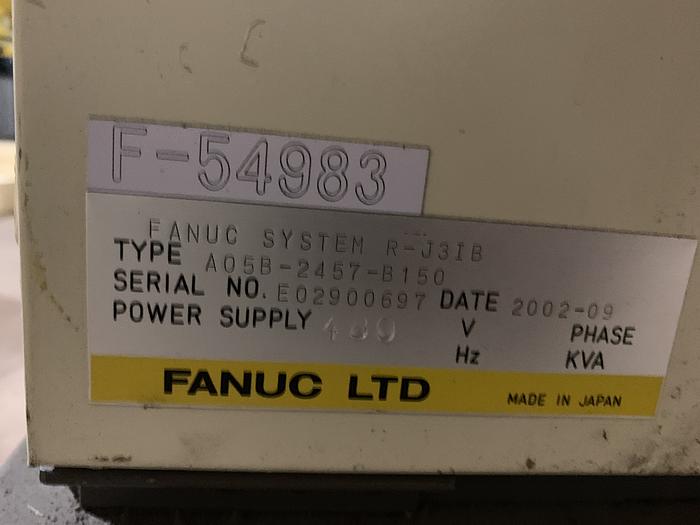 F-54983
FANUC SYSTEM R-J3IB
TYPE A05B-2457-B150
SERIAL NO. E02900697 DATE 2002-09
POWER SUPPLY V PHASE
Hz KVA
FANUC LTD MADE IN JAPAN